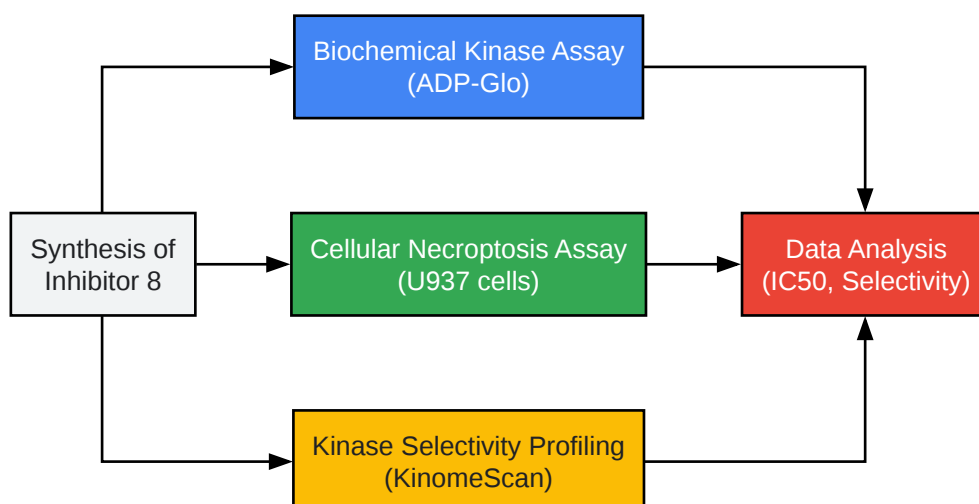 Biochemical Kinase Assay
(ADP-Glo)
Synthesis of
Inhibitor 8
Cellular Necroptosis Assay
(U937 cells)
Data Analysis
(IC50, Selectivity)
Kinase Selectivity Profiling
(KinomeScan)